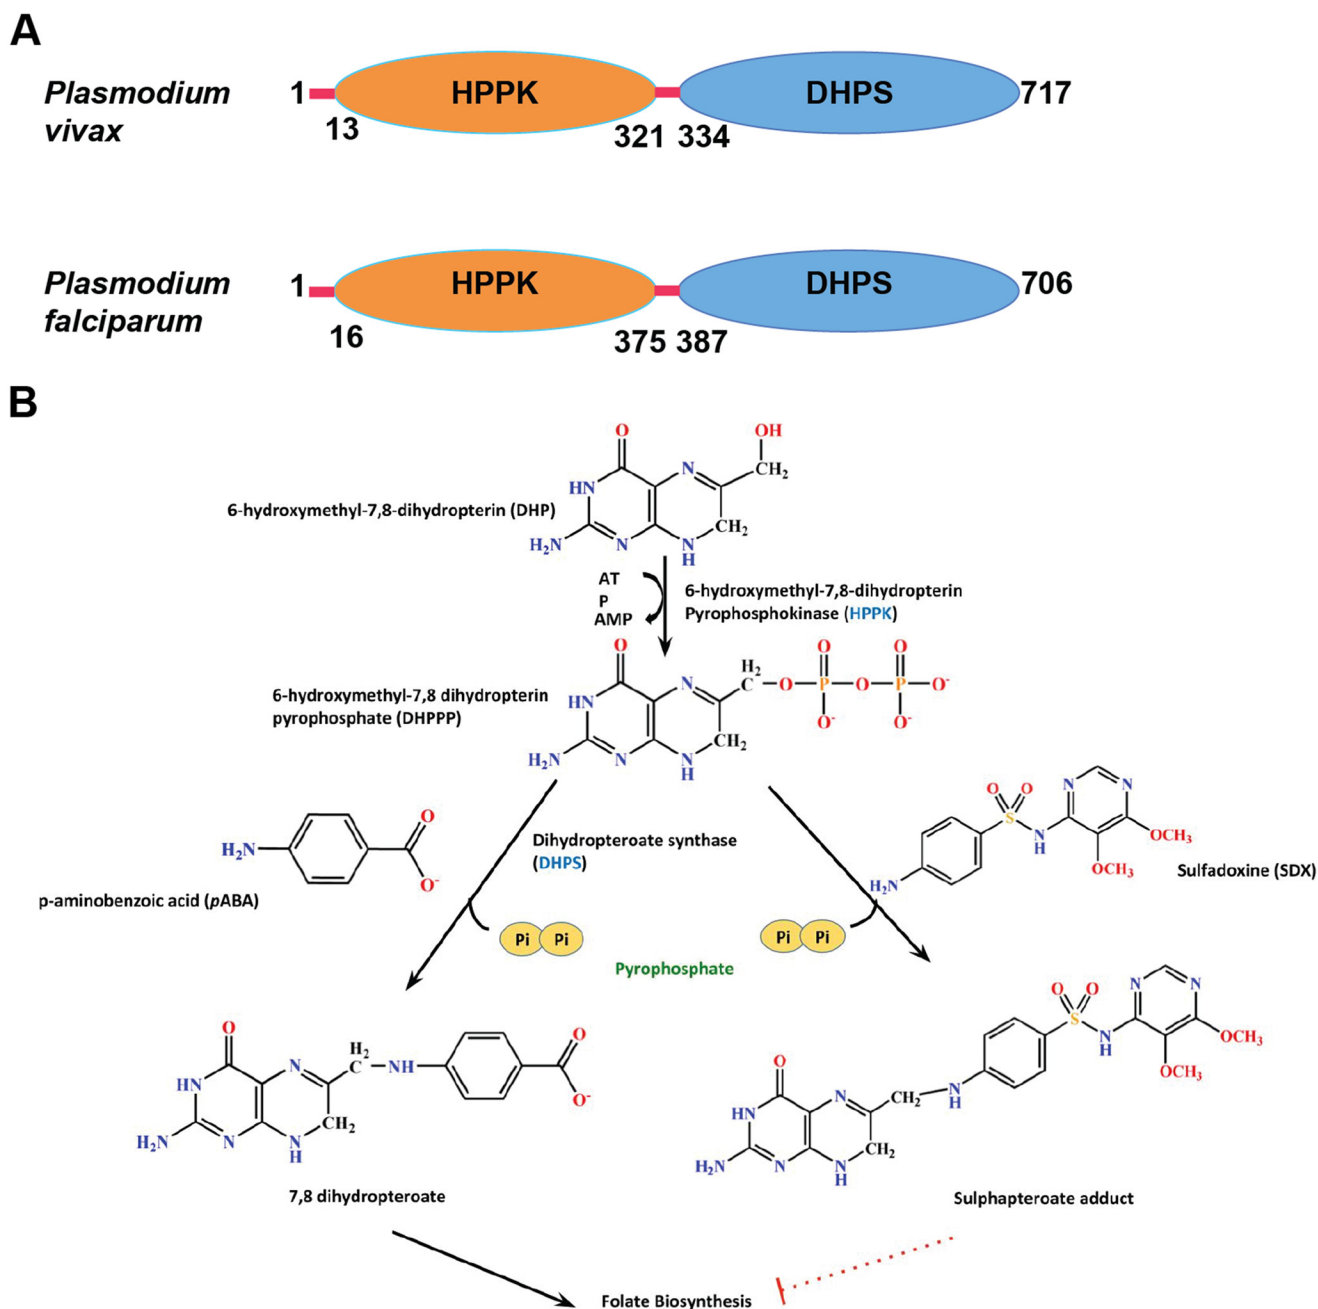 A
Plasmodium
vivax
1
HPPK
DHPS
717
13
321
334
Plasmodium
falciparum
1
HPPK
DHPS
706
16
375
387
B
O
OH
HN
N
CH₂
CH₂
H₂N
N
N
H
6-hydroxymethyl-7,8-dihydropterin (DHP)
AT
P
AMP
6-hydroxymethyl-7,8-dihydropterin
Pyrophosphokinase (HPPK)
6-hydroxymethyl-7,8 dihydropterin
pyrophosphate (DHPPP)
O
HN
N
H₂
C
O
O
P
O
O
P
O⁻
O⁻
O⁻
CH₂
H₂N
N
N
H
H₂N
O
O⁻
p-aminobenzoic acid (pABA)
Dihydropteroate synthase
(DHPS)
O
O
S
N
H
N
N
OCH₃
OCH₃
H₂N
Sulfadoxine (SDX)
Pi
Pi
Pi
Pi
Pyrophosphate
O
HN
N
H₂
C
NH
O
O⁻
CH₂
H₂N
N
N
H
7,8 dihydropteroate
O
O
S
N
H
N
N
OCH₃
OCH₃
O
HN
N
CH₂
N
H
CH₂
H₂N
N
N
H
Sulphapteroate adduct
Folate Biosynthesis